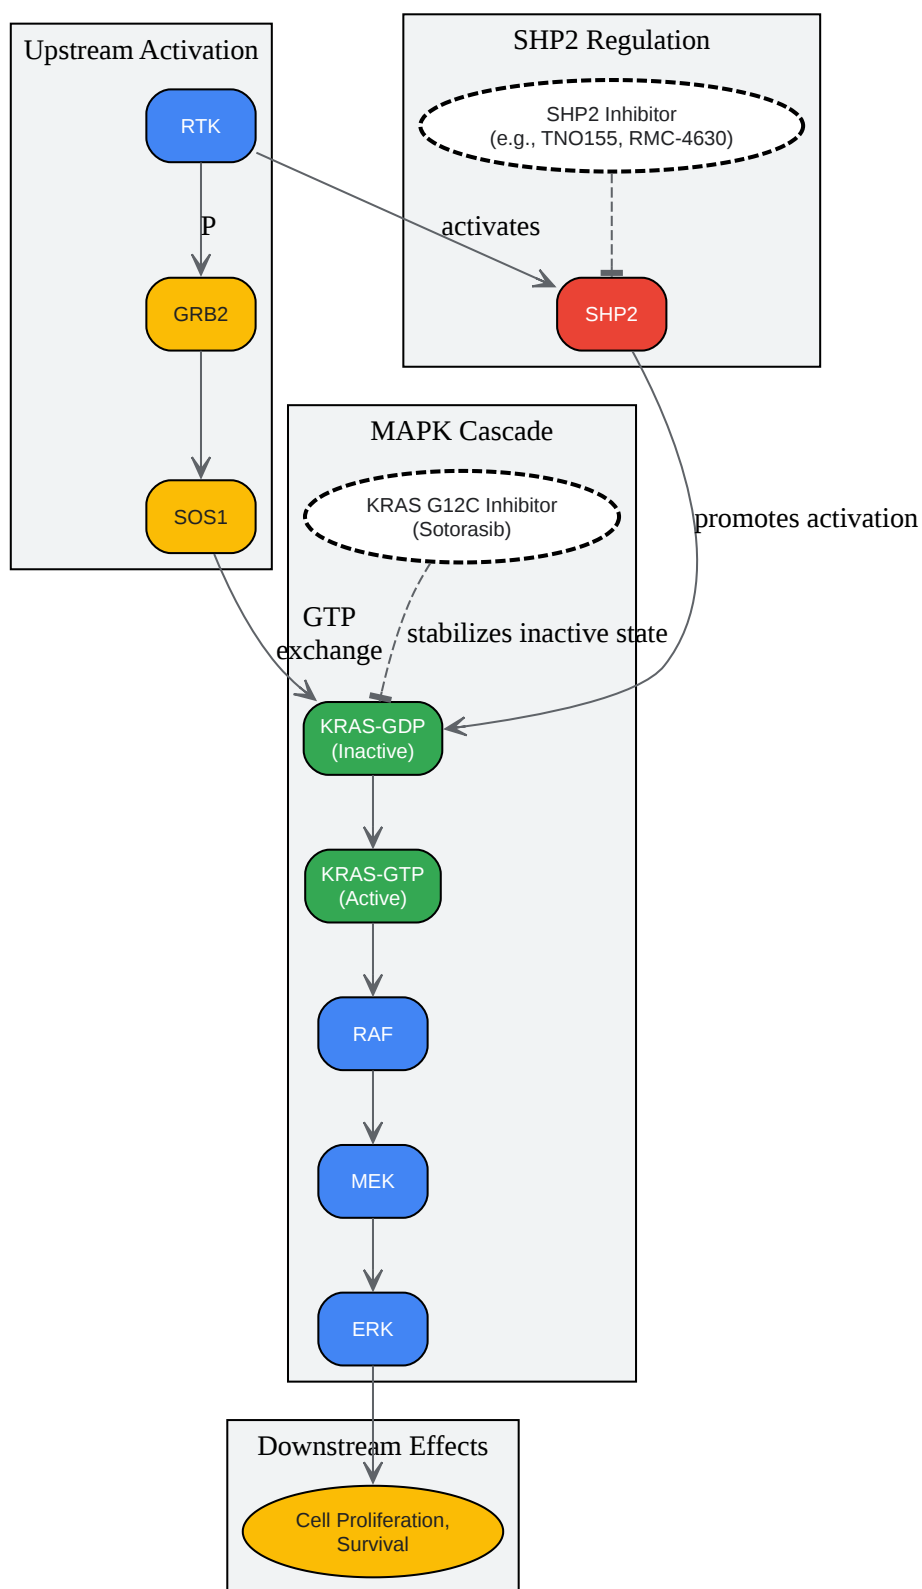 Upstream Activation
RTK
P
GRB2
SOS1
SHP2 Regulation
SHP2 Inhibitor
(e.g., TNO155, RMC-4630)
activates
SHP2
promotes activation
MAPK Cascade
KRAS G12C Inhibitor
(Sotorasib)
GTP
exchange
stabilizes inactive state
KRAS-GDP
(Inactive)
KRAS-GTP
(Active)
RAF
MEK
ERK
Downstream Effects
Cell Proliferation,
Survival